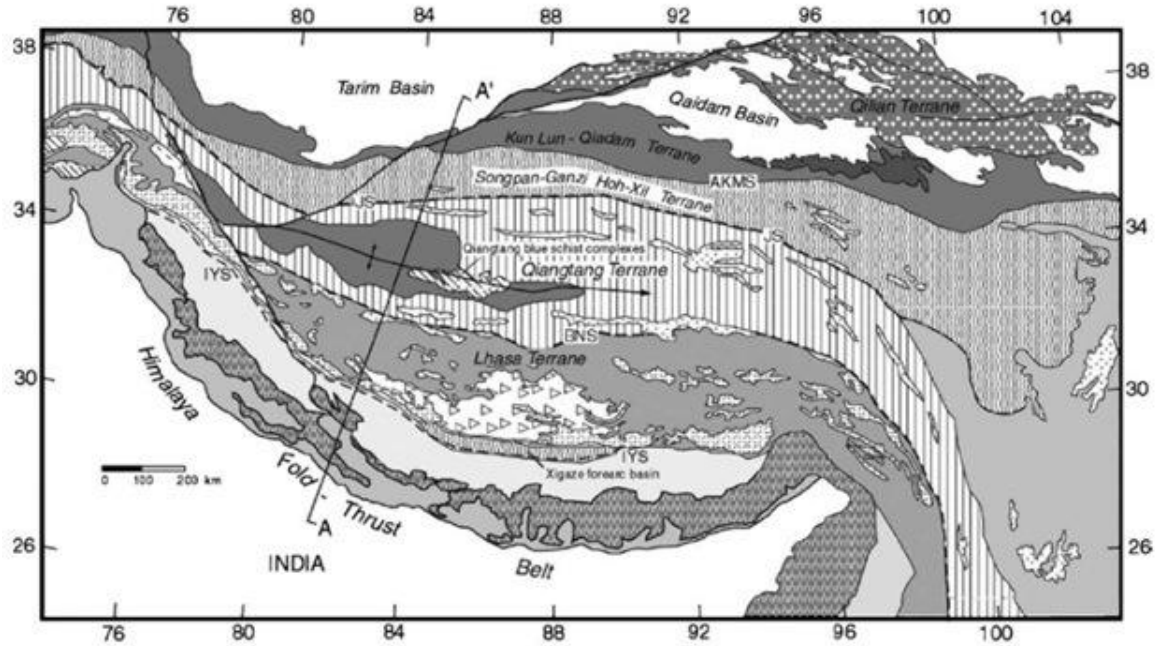 76 80 84 88 96 100 104
38
38
Tarim Basin
A'
Qaidam Basin
Qilian Terrane
Kun Lun - Qiadam Terrane
AKMS
Songpan-Ganzi Hoh-Xil Terrane
34
34
JS
JS
Qiangtang blue schist complexes
Qiangtang Terrane
IYS
BNS
Lhasa Terrane
30
30
IYS
Xigaze forearc basin
0 100 200 km
Himalaya
Fold -
Thrust
Belt
A
26
26
INDIA
76 80 84 88 92 96 100